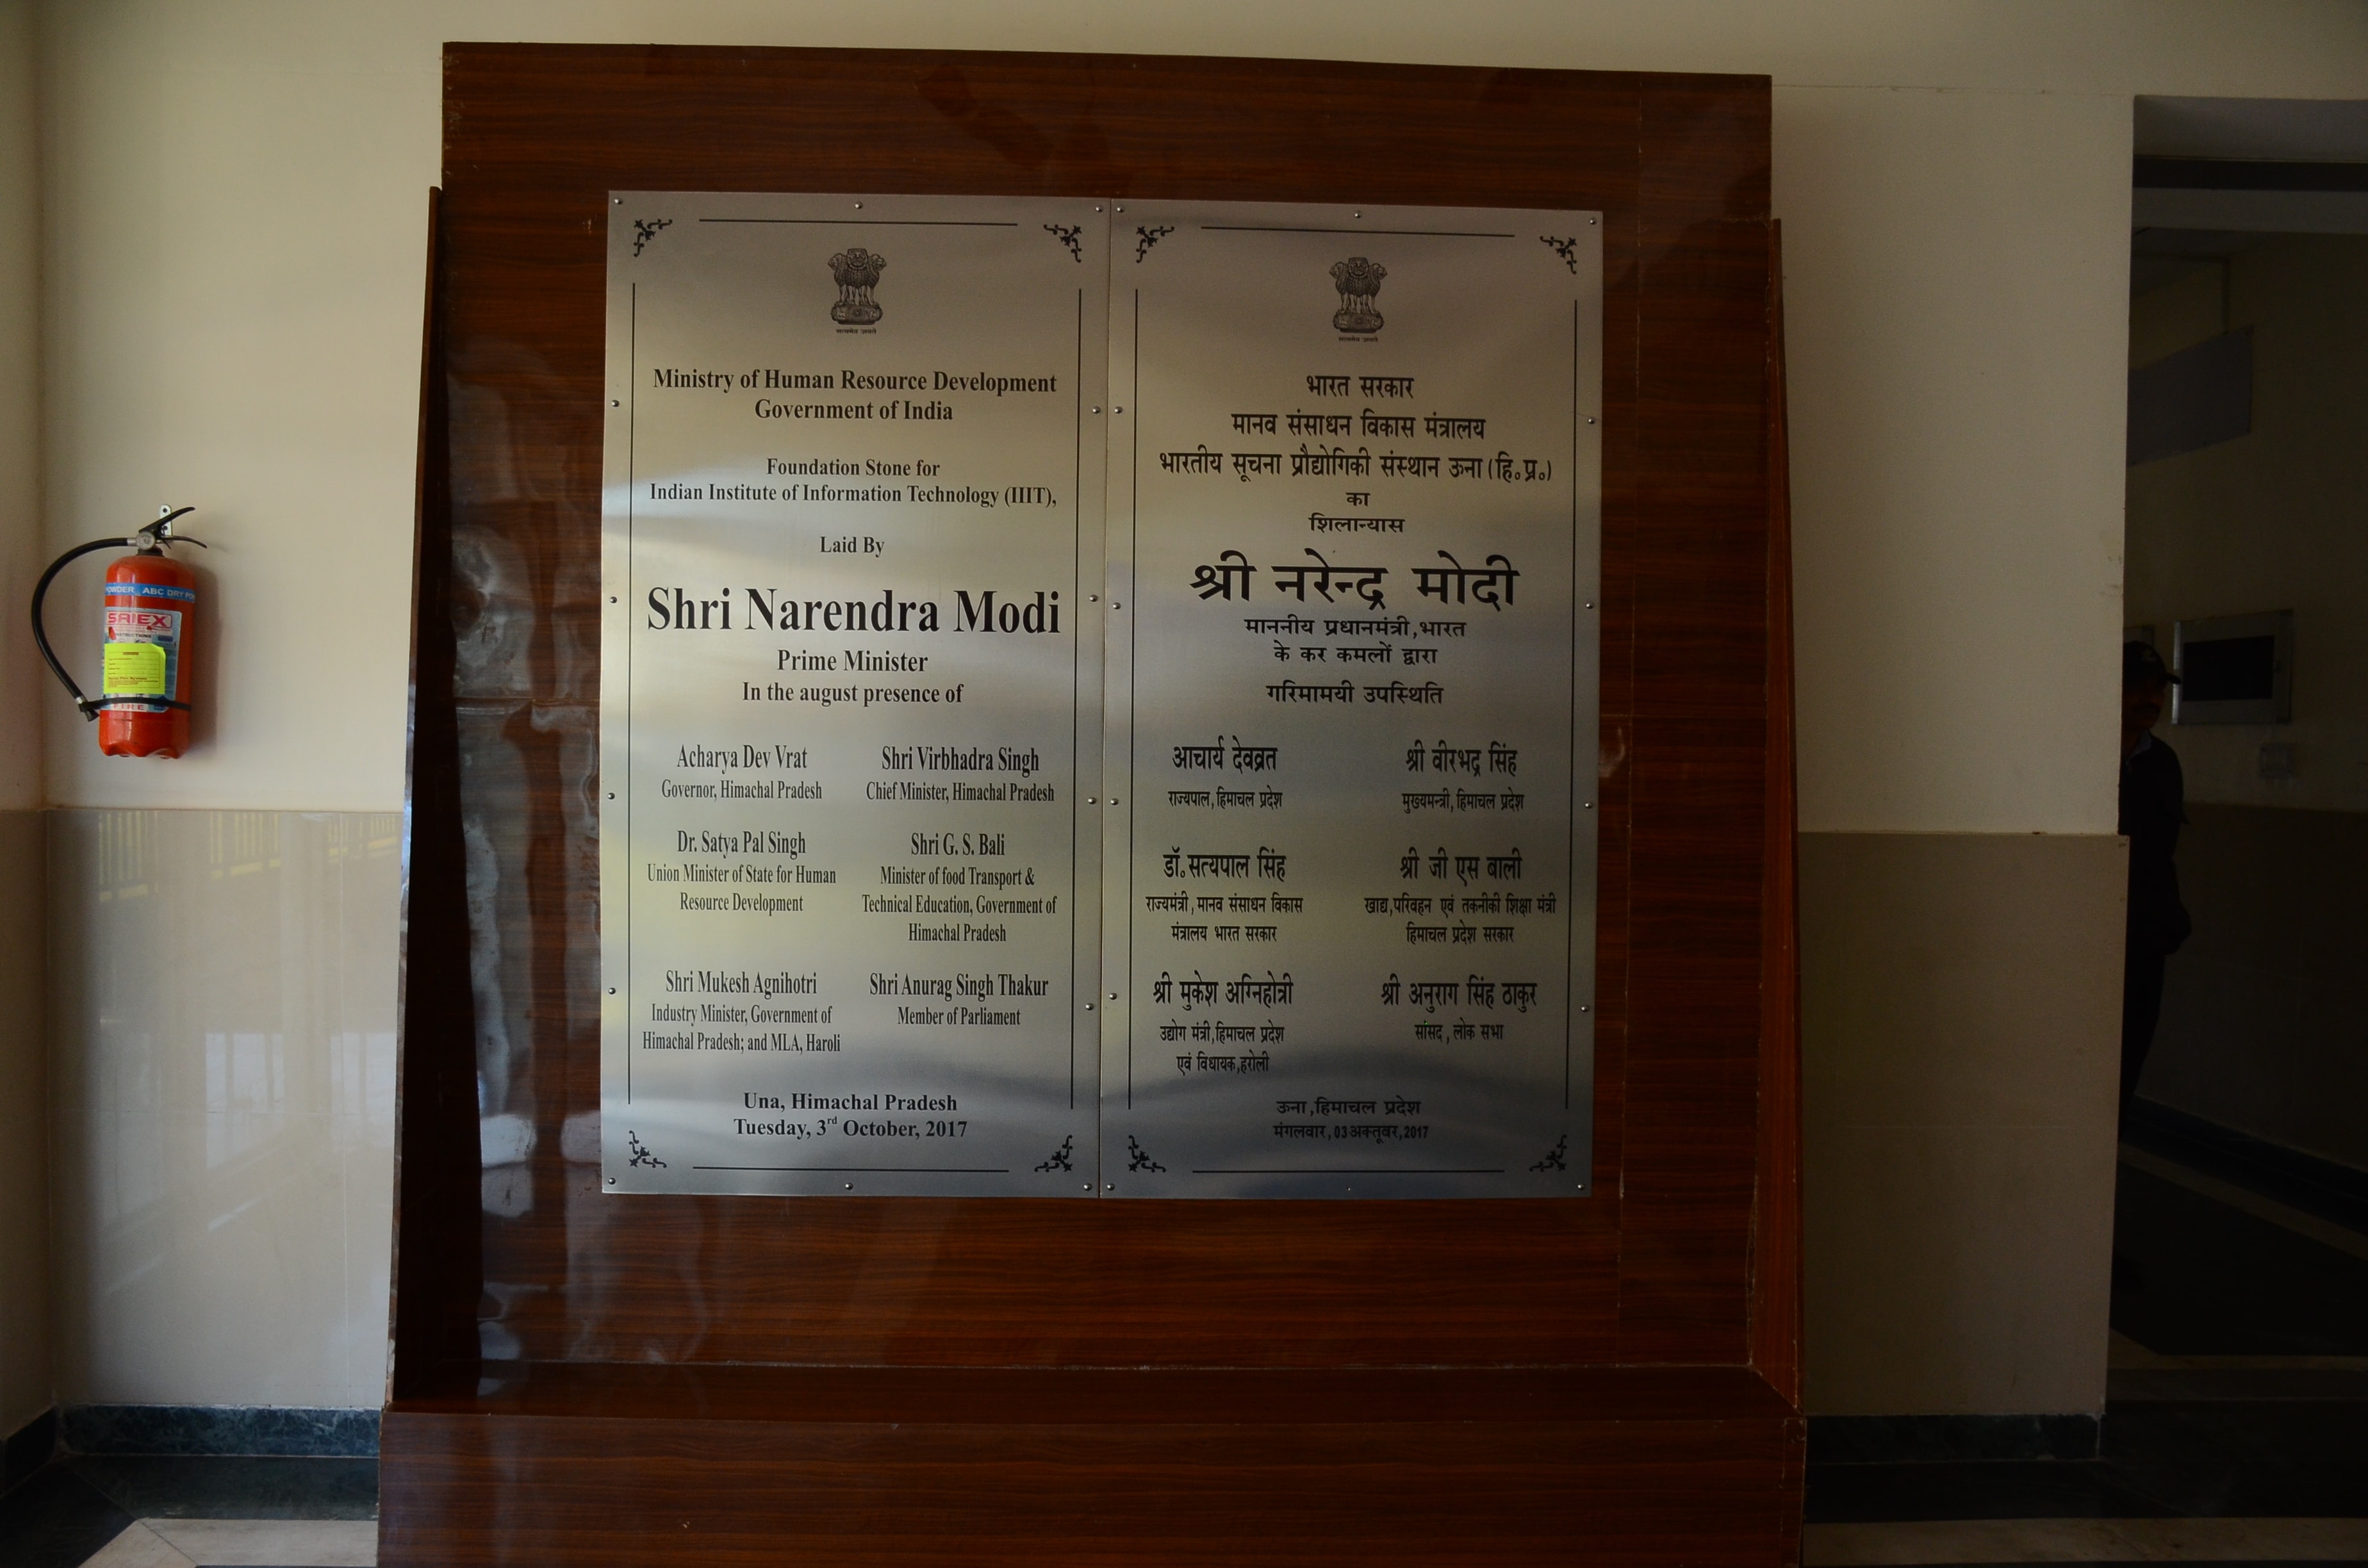 POWDER ABC DRY POW
SAFEX
INSTRUCTIONS
FIRE
सत्यमेव जयते
Ministry of Human Resource Development
Government of India
Foundation Stone for
Indian Institute of Information Technology (IIIT),
Laid By
Shri Narendra Modi
Prime Minister
In the august presence of
Acharya Dev Vrat
Governor, Himachal Pradesh
Shri Virbhadra Singh
Chief Minister, Himachal Pradesh
Dr. Satya Pal Singh
Union Minister of State for Human
Resource Development
Shri G. S. Bali
Minister of food Transport &
Technical Education, Government of
Himachal Pradesh
Shri Mukesh Agnihotri
Industry Minister, Government of
Himachal Pradesh; and MLA, Haroli
Shri Anurag Singh Thakur
Member of Parliament
Una, Himachal Pradesh
Tuesday, 3rd October, 2017
सत्यमेव जयते
भारत सरकार
मानव संसाधन विकास मंत्रालय
भारतीय सूचना प्रौद्योगिकी संस्थान ऊना (हि॰प्र॰)
का
शिलान्यास
श्री नरेन्द्र मोदी
माननीय प्रधानमंत्री,भारत
के कर कमलों द्वारा
गरिमामयी उपस्थिति
आचार्य देवव्रत
राज्यपाल,हिमाचल प्रदेश
श्री वीरभद्र सिंह
मुख्यमन्त्री,हिमाचल प्रदेश
डॉ॰सत्यपाल सिंह
राज्यमंत्री, मानव संसाधन विकास
मंत्रालय भारत सरकार
श्री जी एस बाली
खाद्य,परिवहन एवं तकनीकी शिक्षा मंत्री
हिमाचल प्रदेश सरकार
श्री मुकेश अग्निहोत्री
उद्योग मंत्री,हिमाचल प्रदेश
एवं विधायक,हरोली
श्री अनुराग सिंह ठाकुर
सांसद, लोक सभा
ऊना,हिमाचल प्रदेश
मंगलवार, 03 अक्तूबर, 2017